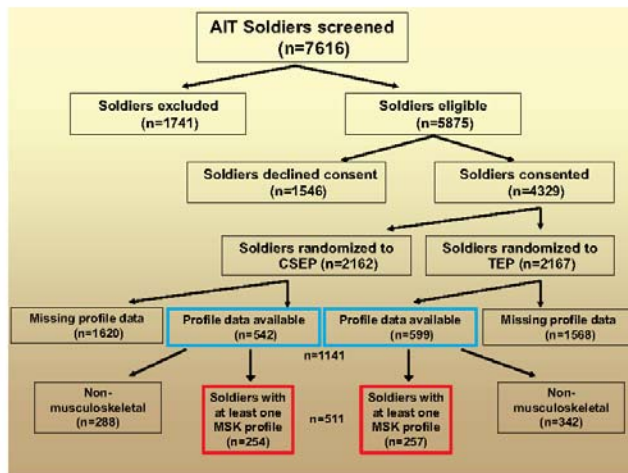 AIT Soldiers screened
(n=7616)
Soldiers excluded
(n=1741)
Soldiers eligible
(n=5875)
Soldiers declined consent
(n=1546)
Soldiers consented
(n=4329)
Soldiers randomized to
CSEP (n=2162)
Soldiers randomized to
TEP (n=2167)
Missing profile data
(n=1620)
Profile data available
(n=542)
Profile data available
(n=599)
Missing profile data
(n=1568)
n=1141
Non-
musculoskeletal
(n=288)
Soldiers with
at least one
MSK profile
(n=254)
n=511
Soldiers with
at least one
MSK profile
(n=257)
Non-
musculoskeletal
(n=342)